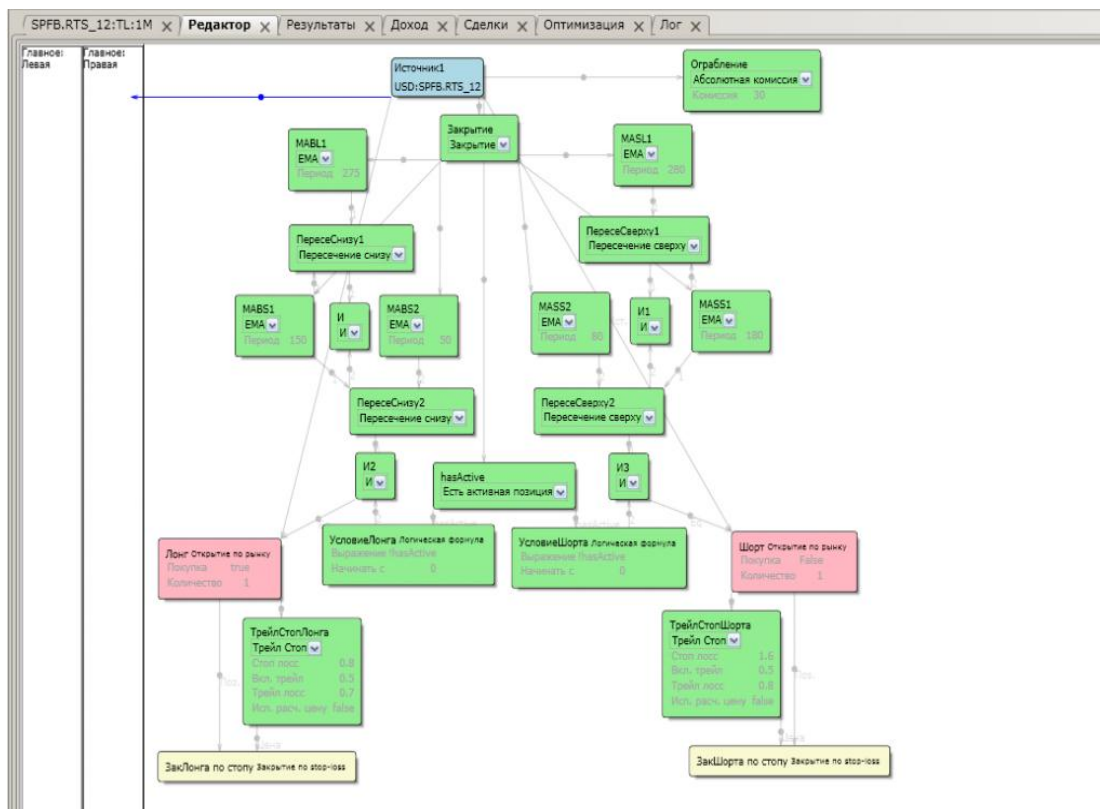 SPFB.RTS_12:TL:1M
Редактор
Результаты
Доход
Сделки
Оптимизация
Лог
Главное:
Левая
Главное:
Правая
Источник1
USD:SPFB.RTS_12
Ограбление
Абсолютная комиссия
Комиссия 30
Закрытие
Закрытие
MABL1
EMA
Период 275
MASL1
EMA
Период 280
ПересеСнизу1
Пересечение снизу
ПересеСверху1
Пересечение сверху
MABS1
EMA
Период 150
И
И
MABS2
EMA
Период 50
MASS2
EMA
Период 80
И1
И
MASS1
EMA
Период 180
ПересеСнизу2
Пересечение снизу
ПересеСверху2
Пересечение сверху
И2
И
hasActive
Есть активная позиция
И3
И
hasActive
hasActive
УсловиеЛонга Логическая формула
Выражение !hasActive
Начинать с 0
УсловиеШорта Логическая формула
Выражение !hasActive
Начинать с 0
Лонг Открытие по рынку
Покупка true
Количество 1
Шорт Открытие по рынку
Покупка False
Количество 1
ТрейлСтопЛонга
Трейл Стоп
Стоп лосс 0.8
Вкл. трейл 0.5
Трейл лосс 0.7
Исп. расч. цену false
ТрейлСтопШорта
Трейл Стоп
Стоп лосс 1.6
Вкл. трейл 0.5
Трейл лосс 0.8
Исп. расч. цену false
Поз.
Поз.
ЗакЛонга по стопу Закрытие по stop-loss
ЗакШорта по стопу Закрытие по stop-loss